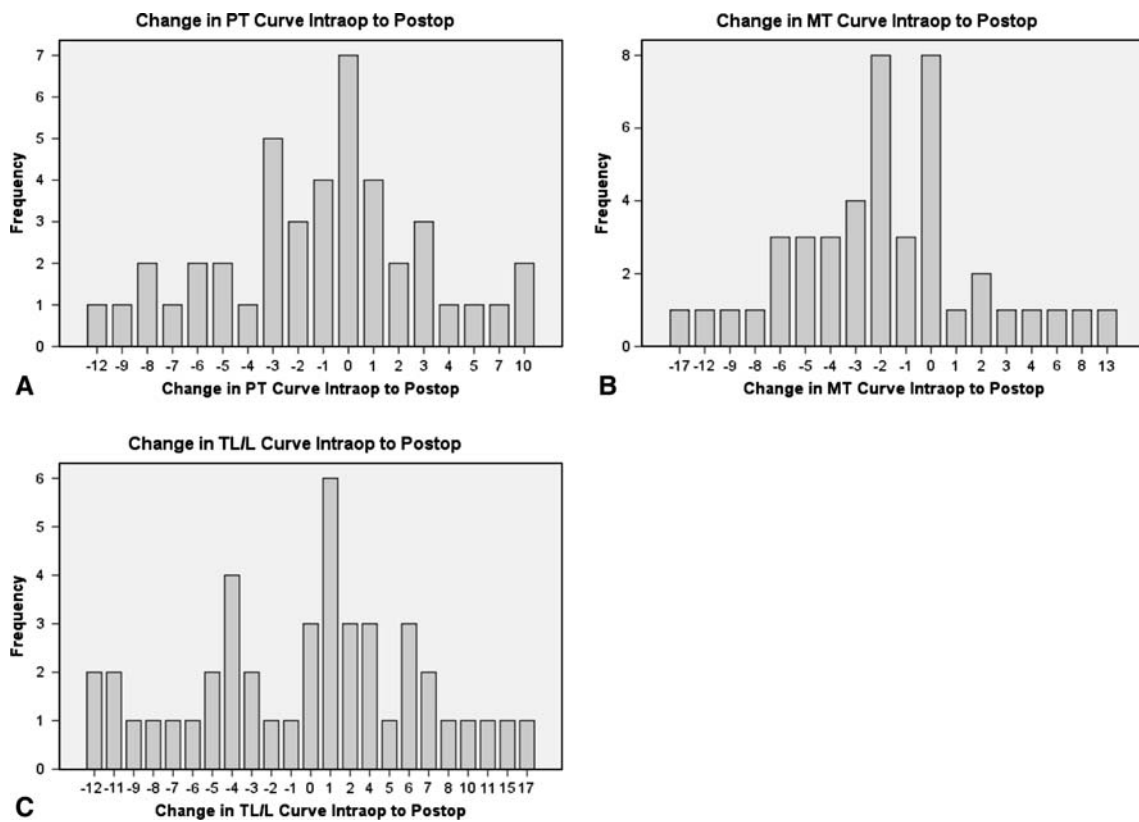 Change in PT Curve Intraop to Postop
Frequency
7
6
5
4
3
2
1
0
-12 -9 -8 -7 -6 -5 -4 -3 -2 -1 0 1 2 3 4 5 7 10
Change in PT Curve Intraop to Postop
A
Change in MT Curve Intraop to Postop
Frequency
8
6
4
2
0
-17 -12 -9 -8 -6 -5 -4 -3 -2 -1 0 1 2 3 4 6 8 13
Change in MT Curve Intraop to Postop
B
Change in TL/L Curve Intraop to Postop
Frequency
6
5
4
3
2
1
0
-12 -11 -9 -8 -7 -6 -5 -4 -3 -2 -1 0 1 2 4 5 6 7 8 10 11 15 17
Change in TL/L Curve Intraop to Postop
C